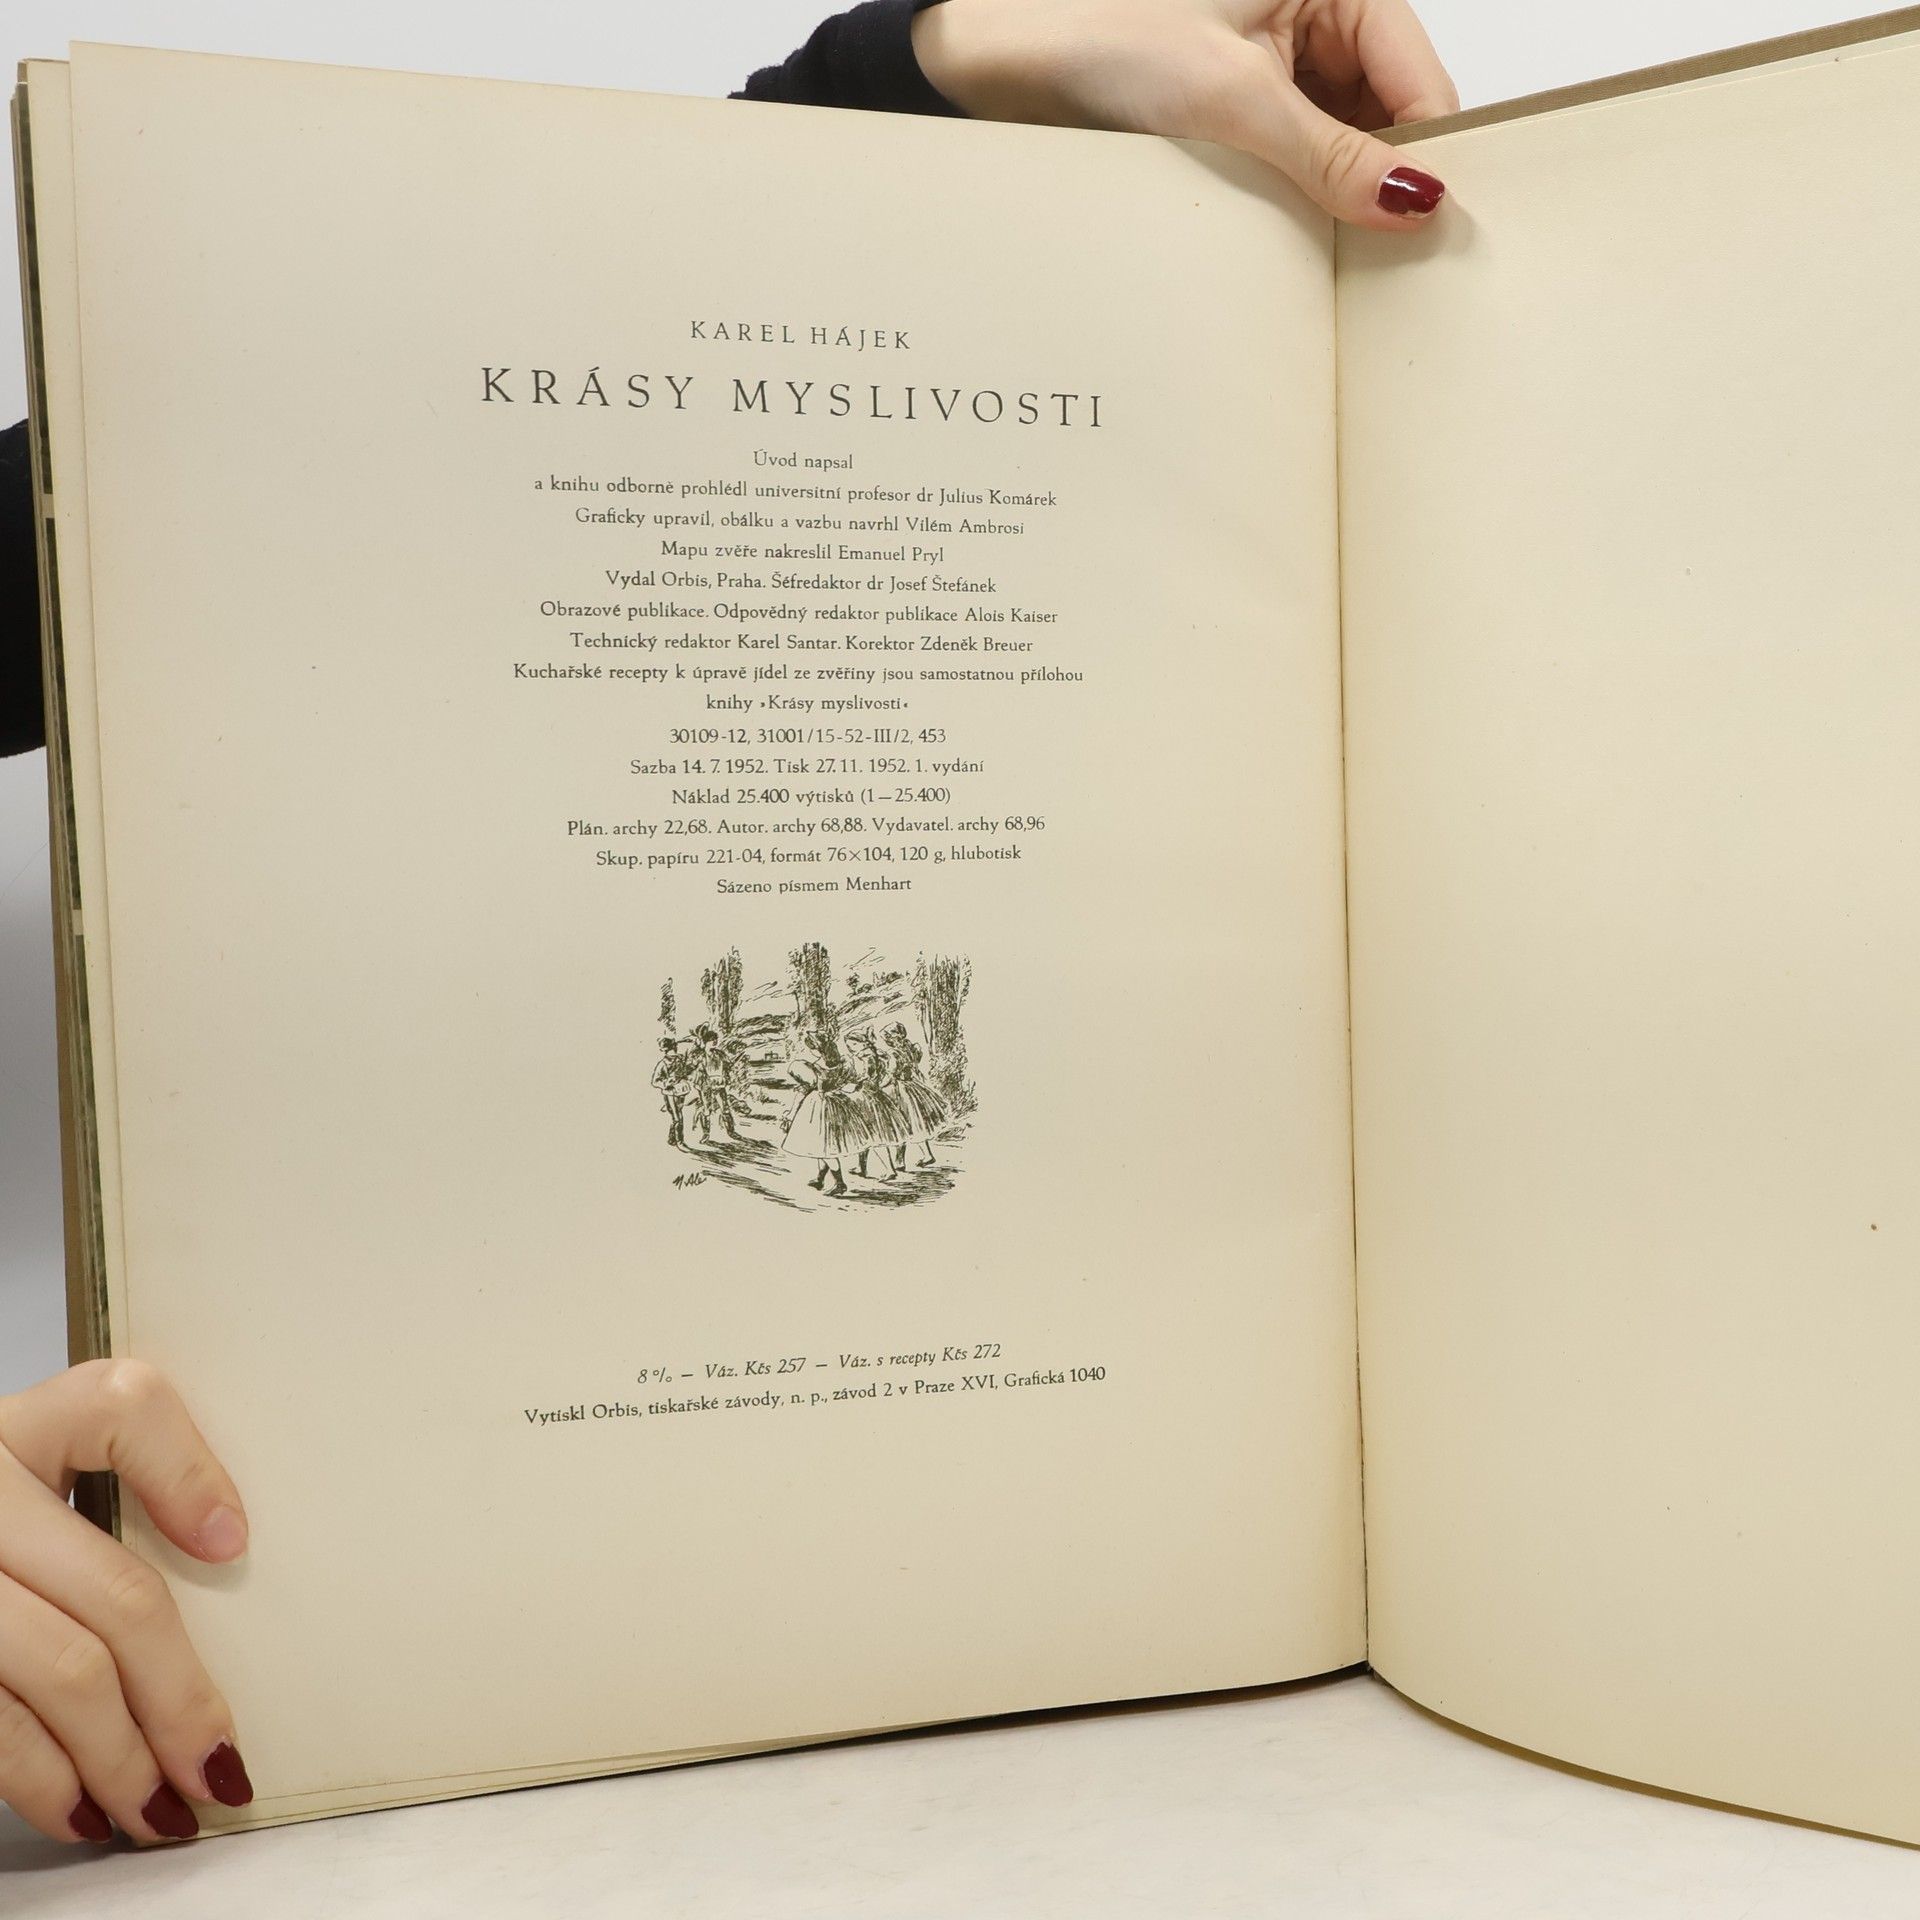 KAREL HÁJEK
KRÁSY MYSLIVOSTI
Úvod napsal
a knihu odborně prohlédl universitní profesor dr Julius Komárek
Graficky upravil, obálku a vazbu navrhl Vilém Ambrosi
Mapu zvěře nakreslil Emanuel Pryl
Vydal Orbis, Praha. Šéfredaktor dr Josef Štefánek
Obrazové publikace. Odpovědný redaktor publikace Alois Kaiser
Technický redaktor Karel Santar. Korektor Zdeněk Breuer
Kuchařské recepty k úpravě jídel ze zvěřiny jsou samostatnou přílohou
knihy »Krásy myslivosti«
30109-12, 31001/15-52-III/2, 453
Sazba 14. 7. 1952. Tisk 27. 11. 1952. 1. vydání
Náklad 25.400 výtisků (1—25.400)
Plán. archy 22,68. Autor. archy 68,88. Vydavatel. archy 68,96
Skup. papíru 221-04, formát 76×104, 120 g, hlubotisk
Sázeno písmem Menhart
M. Aleš
8 % — Váz. Kčs 257 — Váz. s recepty Kčs 272
Vytiskl Orbis, tiskařské závody, n. p., závod 2 v Praze XVI, Grafická 1040